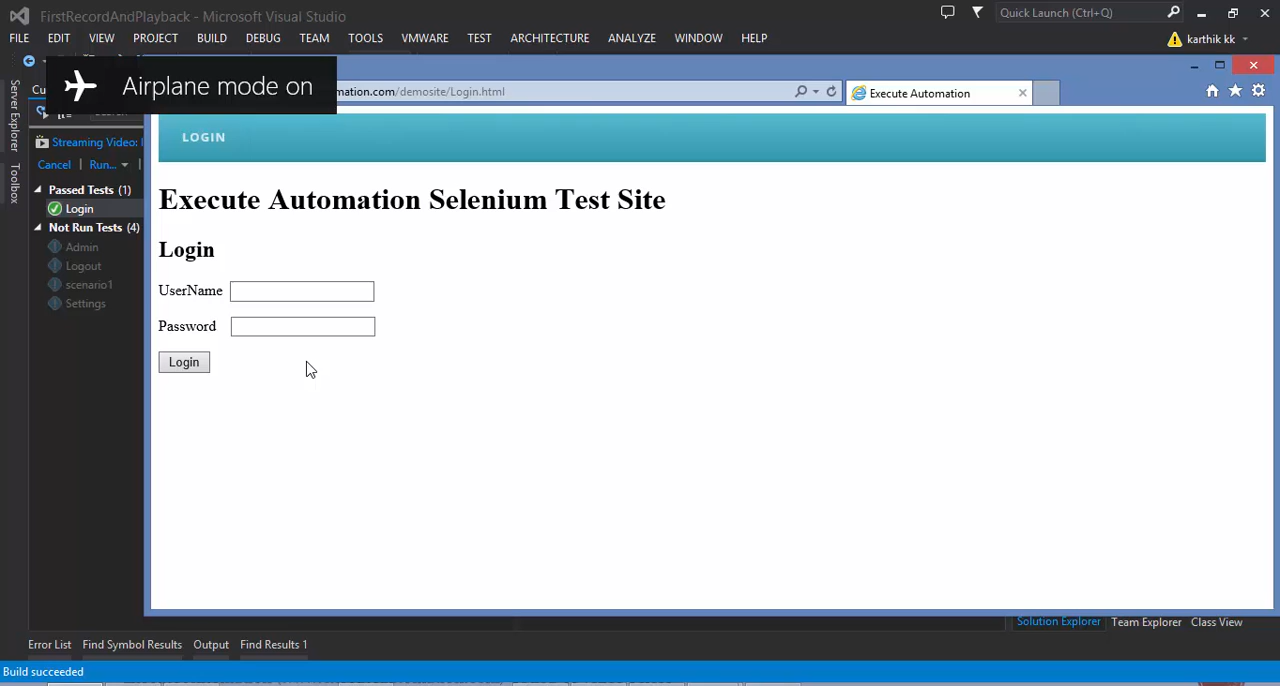 FirstRecordAndPlayback - Microsoft Visual Studio
Quick Launch (Ctrl+Q)
FILE EDIT VIEW PROJECT BUILD DEBUG TEAM TOOLS VMWARE TEST ARCHITECTURE ANALYZE WINDOW HELP
karthik kk
Airplane mode on
mation.com/demosite/Login.html
Execute Automation
Server Explorer
Toolbox
Streaming Video:
Cancel | Run...
Passed Tests (1)
Login
Not Run Tests (4)
Admin
Logout
scenario1
Settings
LOGIN
Execute Automation Selenium Test Site
Login
UserName
Password
Login
Solution Explorer Team Explorer Class View
Error List Find Symbol Results Output Find Results 1
Build succeeded